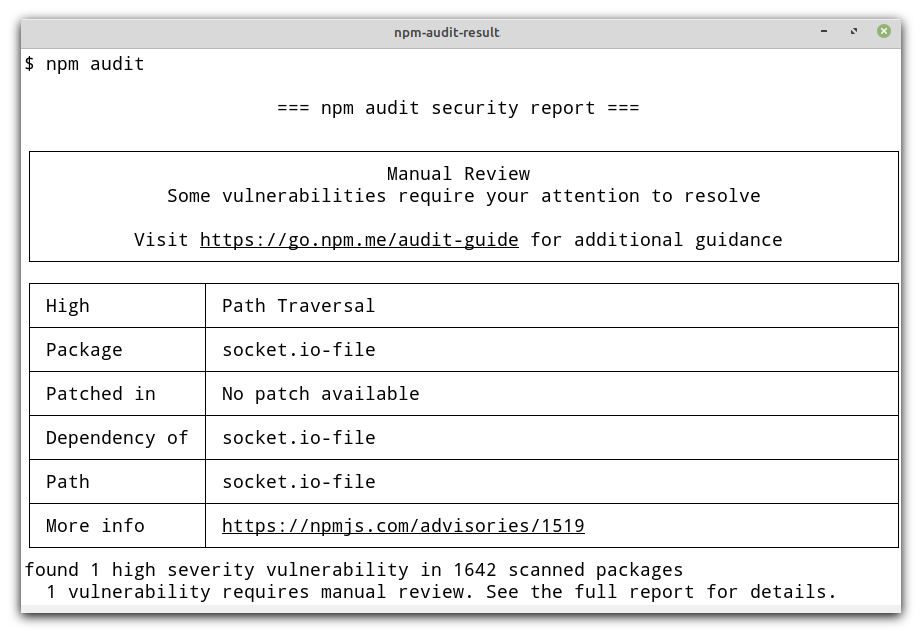 npm-audit-result
$ npm audit
=== npm audit security report ===
Manual Review
Some vulnerabilities require your attention to resolve
Visit https://go.npm.me/audit-guide for additional guidance
High Path Traversal
Package socket.io-file
Patched in No patch available
Dependency of socket.io-file
Path socket.io-file
More info https://npmjs.com/advisories/1519
found 1 high severity vulnerability in 1642 scanned packages
1 vulnerability requires manual review. See the full report for details.